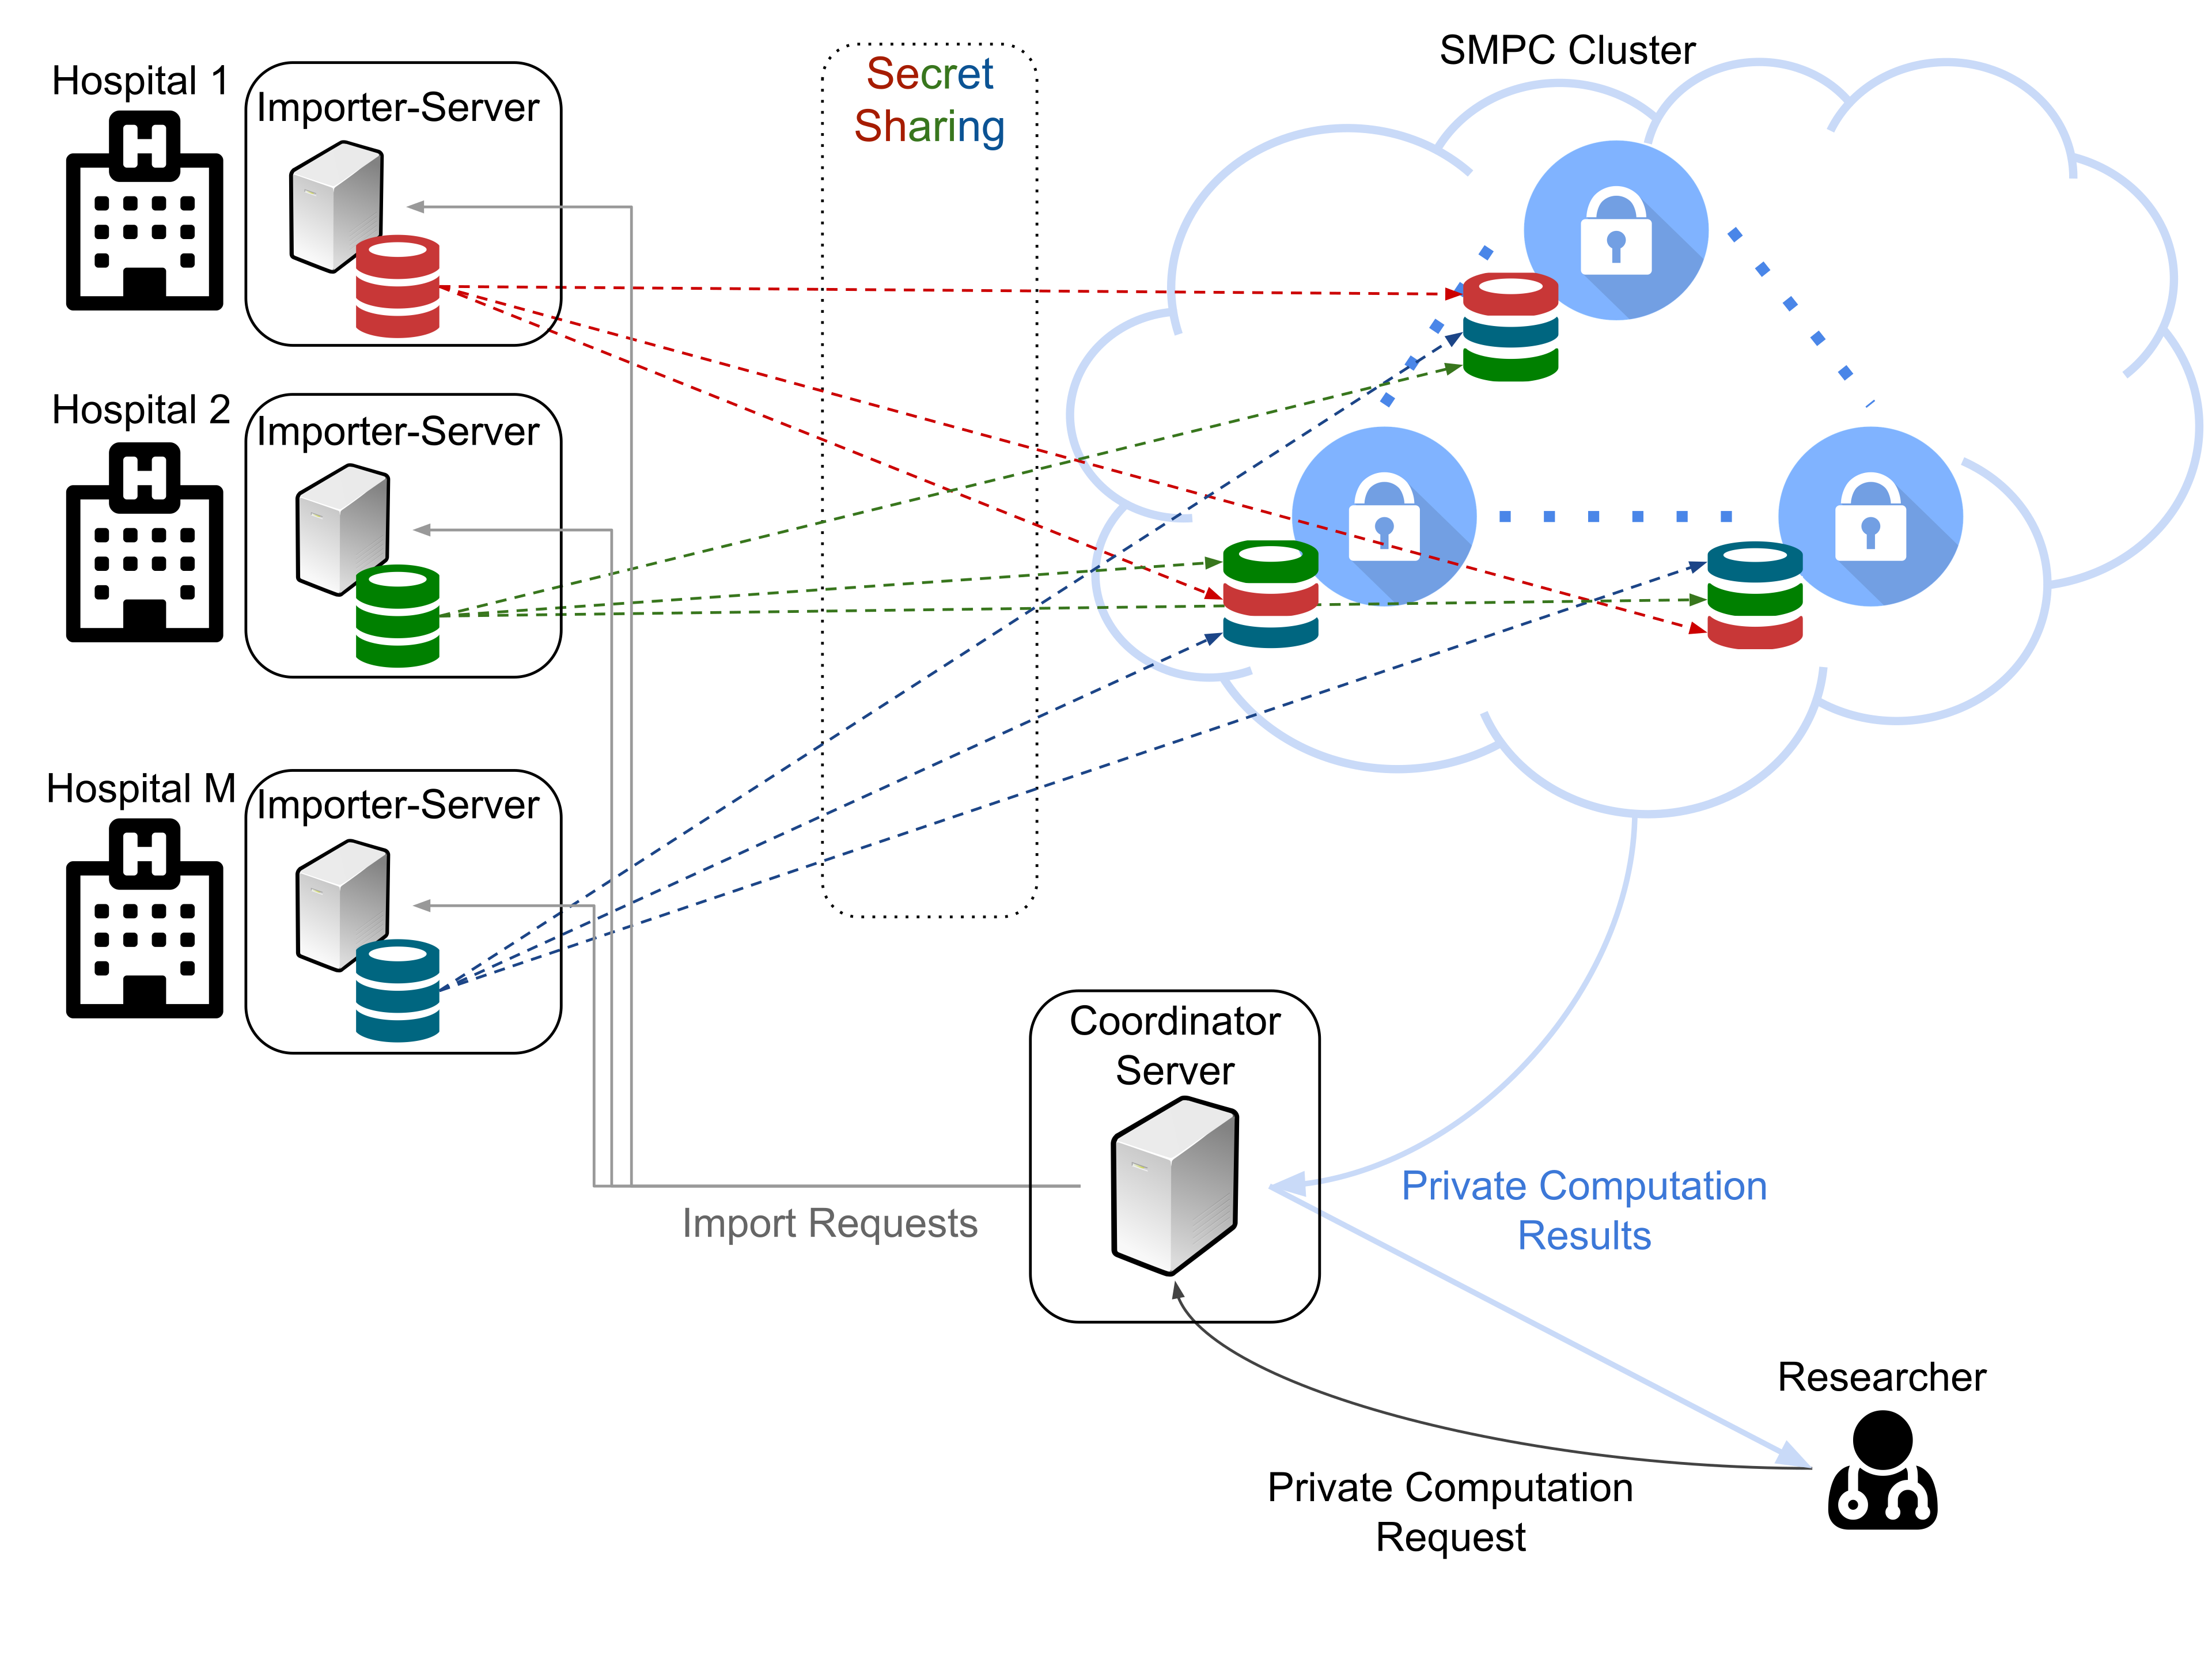 SMPC Cluster
Hospital 1
Importer-Server
Secret
Sharing
Hospital 2
Importer-Server
Hospital M
Importer-Server
Coordinator
Server
Import Requests
Private Computation
Results
Researcher
Private Computation
Request